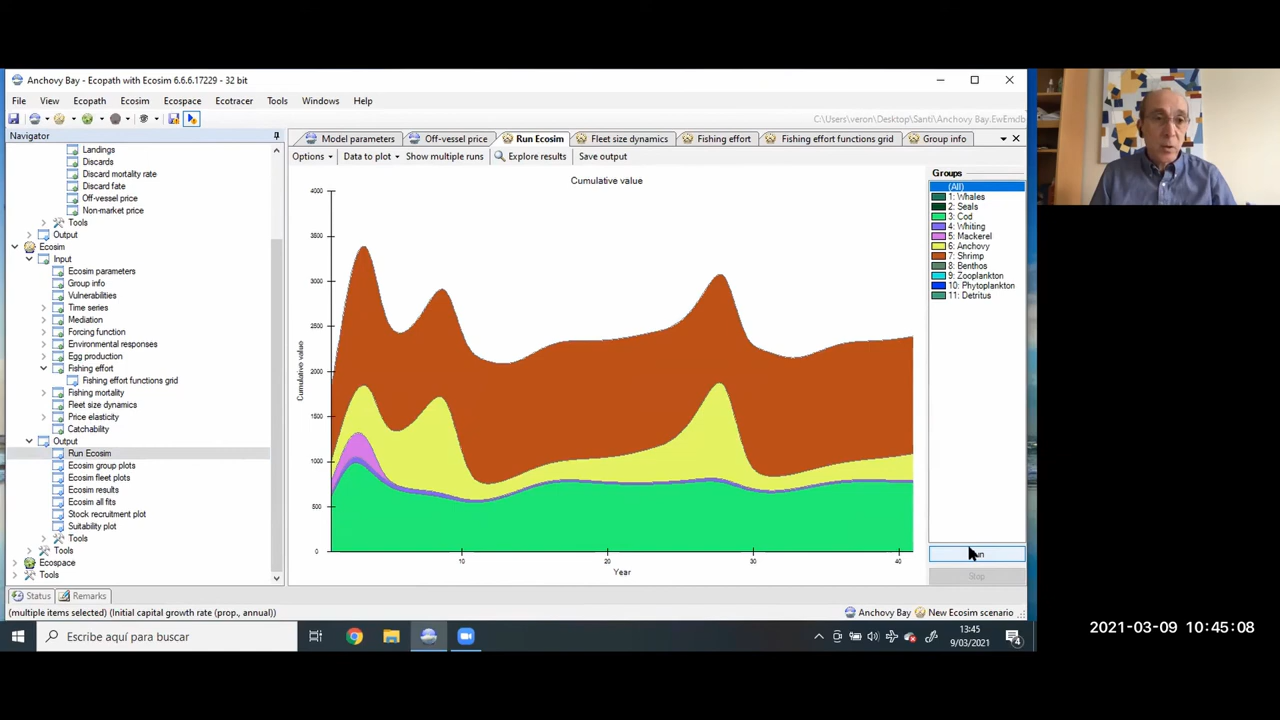 Anchovy Bay - Ecopath with Ecosim 6.6.6.17229 - 32 bit
File View Ecopath Ecosim Ecospace Ecotracer Tools Windows Help
C:\Users\veron\Desktop\Santi\Anchovy Bay.EwEmdb
Navigator
Landings
Discards
Discard mortality rate
Discard fate
Off-vessel price
Non-market price
Tools
Output
Ecosim
Input
Ecosim parameters
Group info
Vulnerabilities
Time series
Mediation
Forcing function
Environmental responses
Egg production
Fishing effort
Fishing effort functions grid
Fishing mortality
Fleet size dynamics
Price elasticity
Catchability
Output
Run Ecosim
Ecosim group plots
Ecosim fleet plots
Ecosim results
Ecosim all fits
Stock recruitment plot
Suitability plot
Tools
Tools
Ecospace
Tools
Status Remarks
Model parameters Off-vessel price Run Ecosim Fleet size dynamics Fishing effort Fishing effort functions grid Group info
Options Data to plot Show multiple runs Explore results Save output
Cumulative value
4000
3500
3000
2500
2000
1500
1000
500
0
Cumulative value
10 20 30 40
Year
Groups
(All)
1: Whales
2: Seals
3: Cod
4: Whiting
5: Mackerel
6: Anchovy
7: Shrimp
8: Benthos
9: Zooplankton
10: Phytoplankton
11: Detritus
Stop
(multiple items selected) (Initial capital growth rate (prop., annual))
Anchovy Bay New Ecosim scenario
Escribe aquí para buscar
13:45
9/03/2021
4
2021-03-09 10:45:08